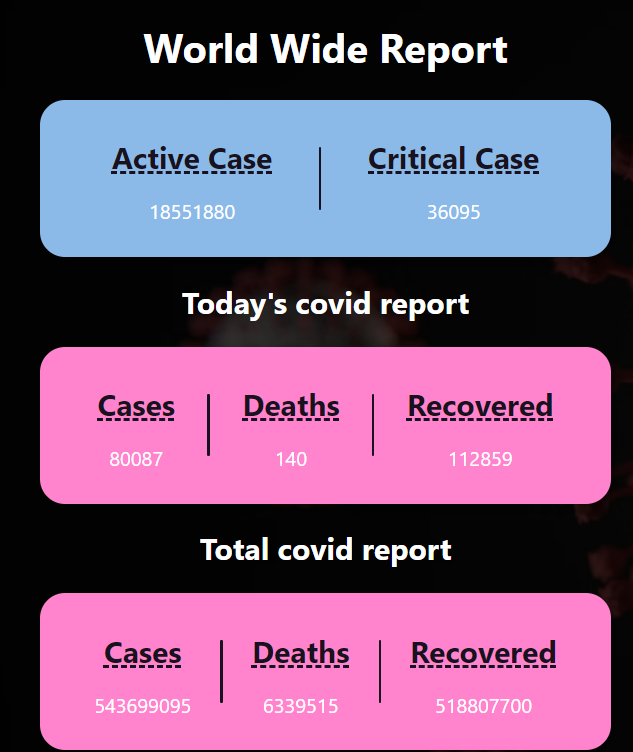 World Wide Report
Active Case Critical Case
18551880 36095
Today's covid report
Cases Deaths Recovered
80087 140 112859
Total covid report
Cases Deaths Recovered
543699095 6339515 518807700